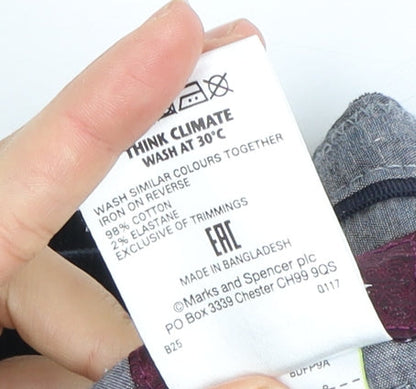 THINK CLIMATE
WASH AT 30°C
WASH SIMILAR COLOURS TOGETHER
IRON ON REVERSE
98% COTTON
2% ELASTANE
EXCLUSIVE OF TRIMMINGS
EAC
MADE IN BANGLADESH
©Marks and Spencer plc
PO Box 3339 Chester CH99 9QS
B25 0117